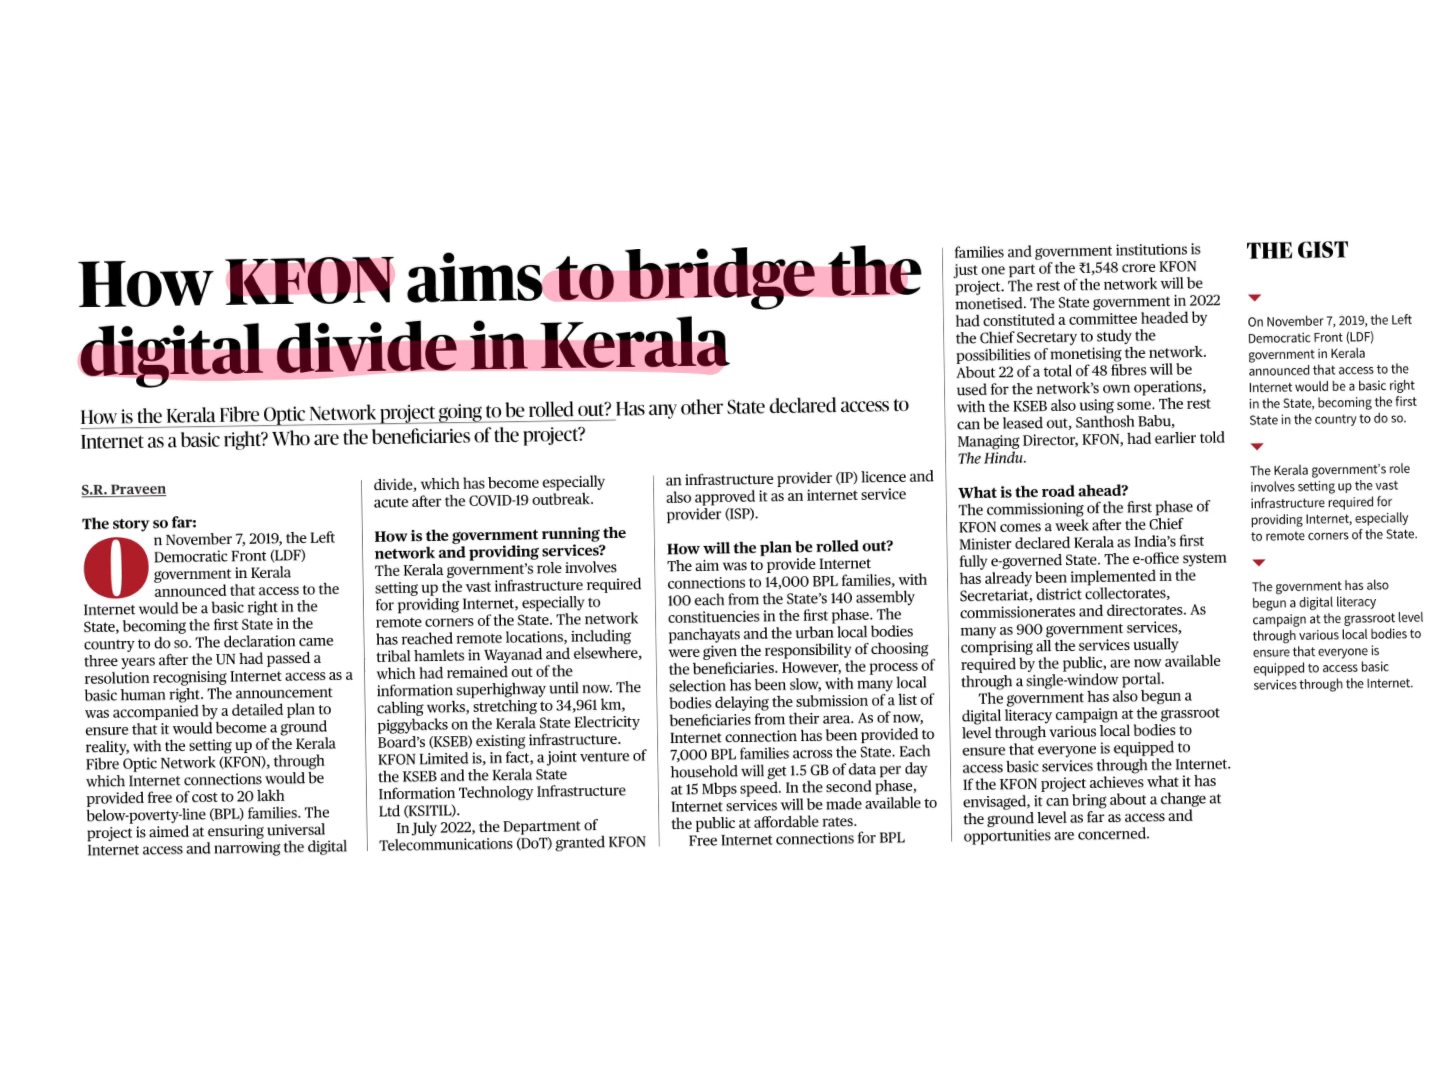 How KFON aims to bridge the
digital divide in Kerala
How is the Kerala Fibre Optic Network project going to be rolled out? Has any other State declared access to
Internet as a basic right? Who are the beneficiaries of the project?
S.R. Praveen
The story so far:
On November 7, 2019, the Left
Democratic Front (LDF)
government in Kerala
announced that access to the
Internet would be a basic right in the
State, becoming the first State in the
country to do so. The declaration came
three years after the UN had passed a
resolution recognising Internet access as a
basic human right. The announcement
was accompanied by a detailed plan to
ensure that it would become a ground
reality, with the setting up of the Kerala
Fibre Optic Network (KFON), through
which Internet connections would be
provided free of cost to 20 lakh
below-poverty-line (BPL) families. The
project is aimed at ensuring universal
Internet access and narrowing the digital
divide, which has become especially
acute after the COVID-19 outbreak.
How is the government running the
network and providing services?
The Kerala government's role involves
setting up the vast infrastructure required
for providing Internet, especially to
remote corners of the State. The network
has reached remote locations, including
tribal hamlets in Wayanad and elsewhere,
which had remained out of the
information superhighway until now. The
cabling works, stretching to 34,961 km,
piggybacks on the Kerala State Electricity
Board's (KSEB) existing infrastructure.
KFON Limited is, in fact, a joint venture of
the KSEB and the Kerala State
Information Technology Infrastructure
Ltd (KSITIL).
In July 2022, the Department of
Telecommunications (DoT) granted KFON
an infrastructure provider (IP) licence and
also approved it as an internet service
provider (ISP).
How will the plan be rolled out?
The aim was to provide Internet
connections to 14,000 BPL families, with
100 each from the State's 140 assembly
constituencies in the first phase. The
panchayats and the urban local bodies
were given the responsibility of choosing
the beneficiaries. However, the process of
selection has been slow, with many local
bodies delaying the submission of a list of
beneficiaries from their area. As of now,
Internet connection has been provided to
7,000 BPL families across the State. Each
household will get 1.5 GB of data per day
at 15 Mbps speed. In the second phase,
Internet services will be made available to
the public at affordable rates.
Free Internet connections for BPL
families and government institutions is
just one part of the ₹1,548 crore KFON
project. The rest of the network will be
monetised. The State government in 2022
had constituted a committee headed by
the Chief Secretary to study the
possibilities of monetising the network.
About 22 of a total of 48 fibres will be
used for the network's own operations,
with the KSEB also using some. The rest
can be leased out, Santhosh Babu,
Managing Director, KFON, had earlier told
The Hindu.
What is the road ahead?
The commissioning of the first phase of
KFON comes a week after the Chief
Minister declared Kerala as India's first
fully e-governed State. The e-office system
has already been implemented in the
Secretariat, district collectorates,
commissionerates and directorates. As
many as 900 government services,
comprising all the services usually
required by the public, are now available
through a single-window portal.
The government has also begun a
digital literacy campaign at the grassroot
level through various local bodies to
ensure that everyone is equipped to
access basic services through the Internet.
If the KFON project achieves what it has
envisaged, it can bring about a change at
the ground level as far as access and
opportunities are concerned.
THE GIST
On November 7, 2019, the Left
Democratic Front (LDF)
government in Kerala
announced that access to the
Internet would be a basic right
in the State, becoming the first
State in the country to do so.
The Kerala government's role
involves setting up the vast
infrastructure required for
providing Internet, especially
to remote corners of the State.
The government has also
begun a digital literacy
campaign at the grassroot level
through various local bodies to
ensure that everyone is
equipped to access basic
services through the Internet.